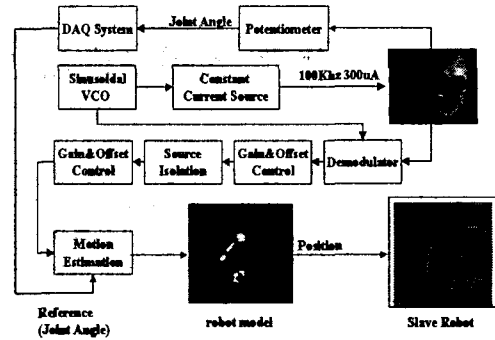 DAQ System
Joint Angle
Potentiometer
Sinusoidal
VCO
Constant
Current Source
100Khz 300uA
Gain&Offset
Control
Source
Isolation
Gain&Offset
Control
Demodulator
Motion
Estimation
Position
Reference
(Joint Angle)
robot model
Slave Robot